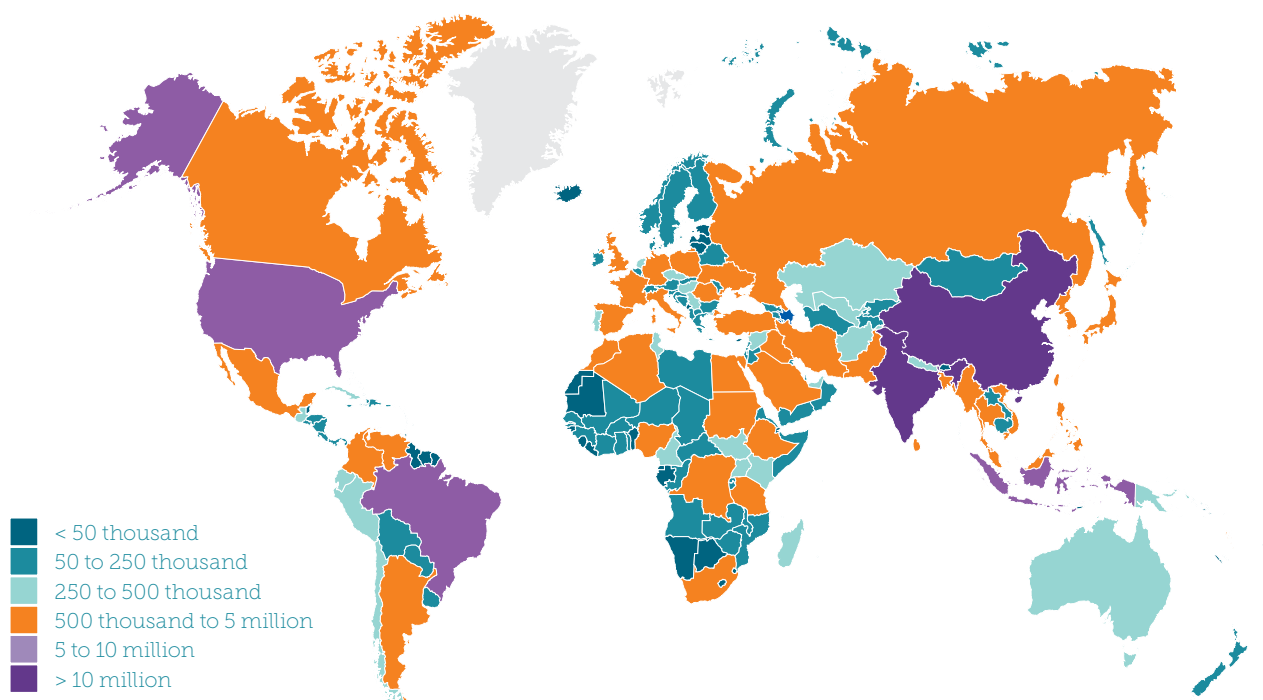 < 50 thousand
50 to 250 thousand
250 to 500 thousand
500 thousand to 5 million
5 to 10 million
> 10 million